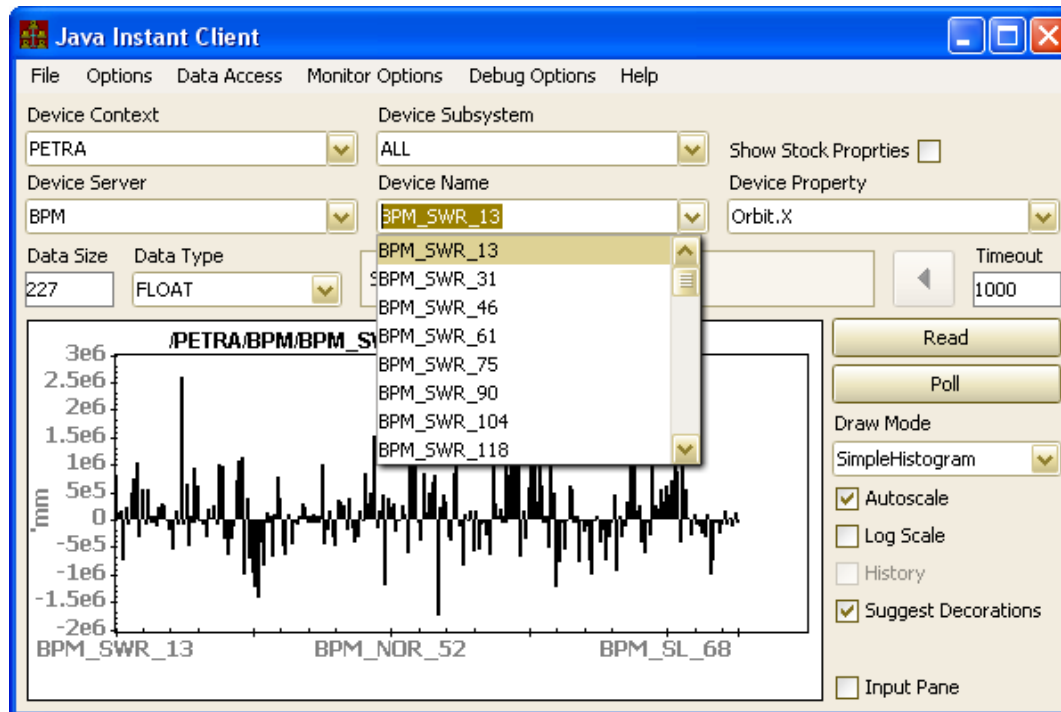 Java Instant Client
File Options Data Access Monitor Options Debug Options Help
Device Context
Device Subsystem
PETRA
ALL
Show Stock Proprties
Device Server
Device Name
Device Property
BPM
BPM_SWR_13
Orbit.X
BPM_SWR_13
BPM_SWR_31
BPM_SWR_46
BPM_SWR_61
BPM_SWR_75
BPM_SWR_90
BPM_SWR_104
BPM_SWR_118
Data Size
Data Type
Timeout
227
FLOAT
S
1000
/PETRA/BPM/BPM_SW
3e6
2.5e6
2e6
1.5e6
1e6
5e5
0
-5e5
-1e6
-1.5e6
-2e6
'mm
BPM_SWR_13
BPM_NOR_52
BPM_SL_68
Read
Poll
Draw Mode
SimpleHistogram
Autoscale
Log Scale
History
Suggest Decorations
Input Pane